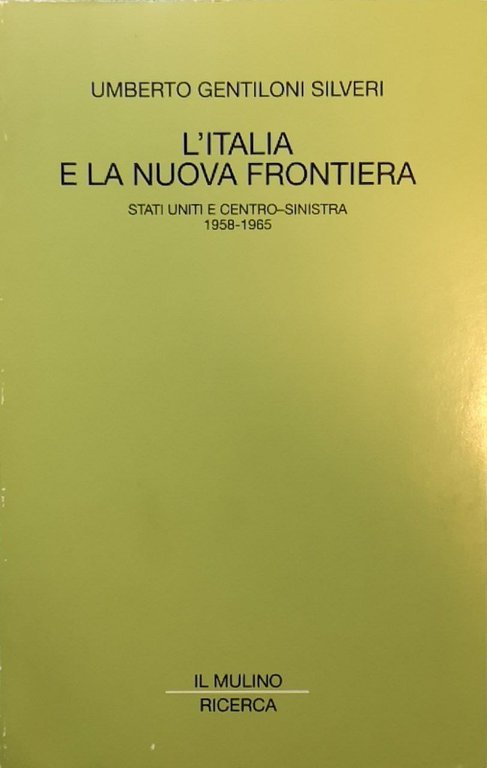 UMBERTO GENTILONI SILVERI
L'ITALIA
E LA NUOVA FRONTIERA
STATI UNITI E CENTRO-SINISTRA
1958-1965
IL MULINO
RICERCA